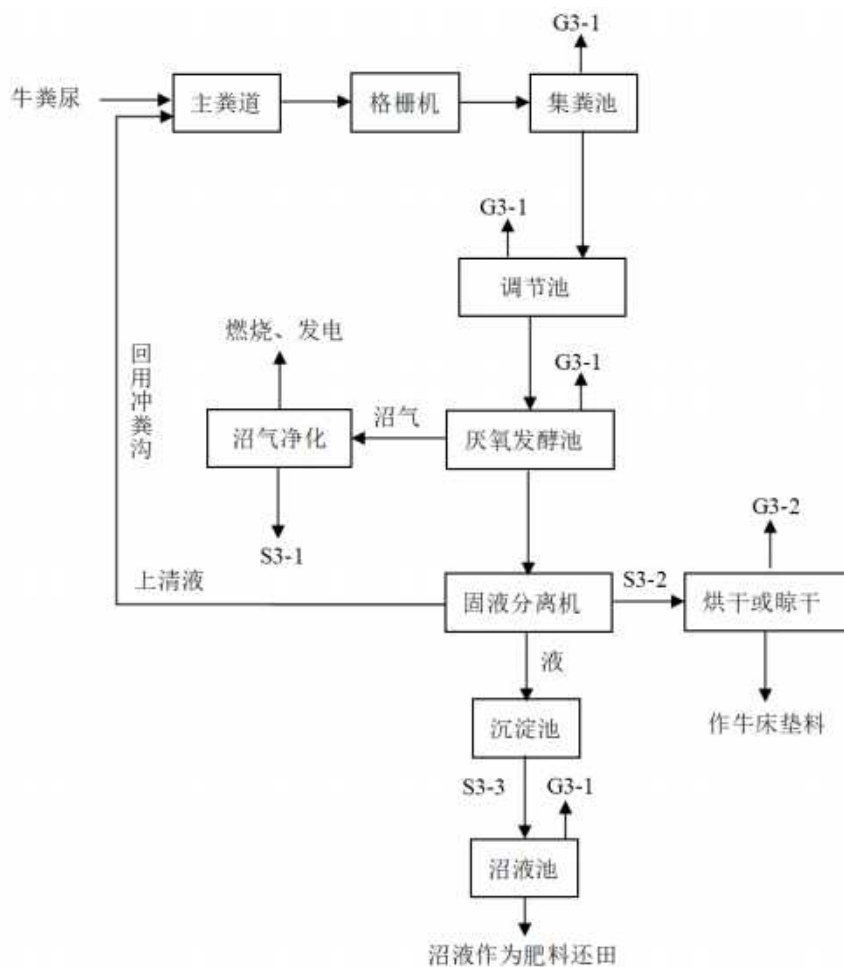 G3-1
牛粪尿
主粪道
格栅机
集粪池
G3-1
调节池
燃烧、发电
G3-1
回用冲粪沟
沼气净化
沼气
厌氧发酵池
S3-1
G3-2
上清液
固液分离机
S3-2
烘干或晾干
液
作牛床垫料
沉淀池
S3-3
G3-1
沼液池
沼液作为肥料还田